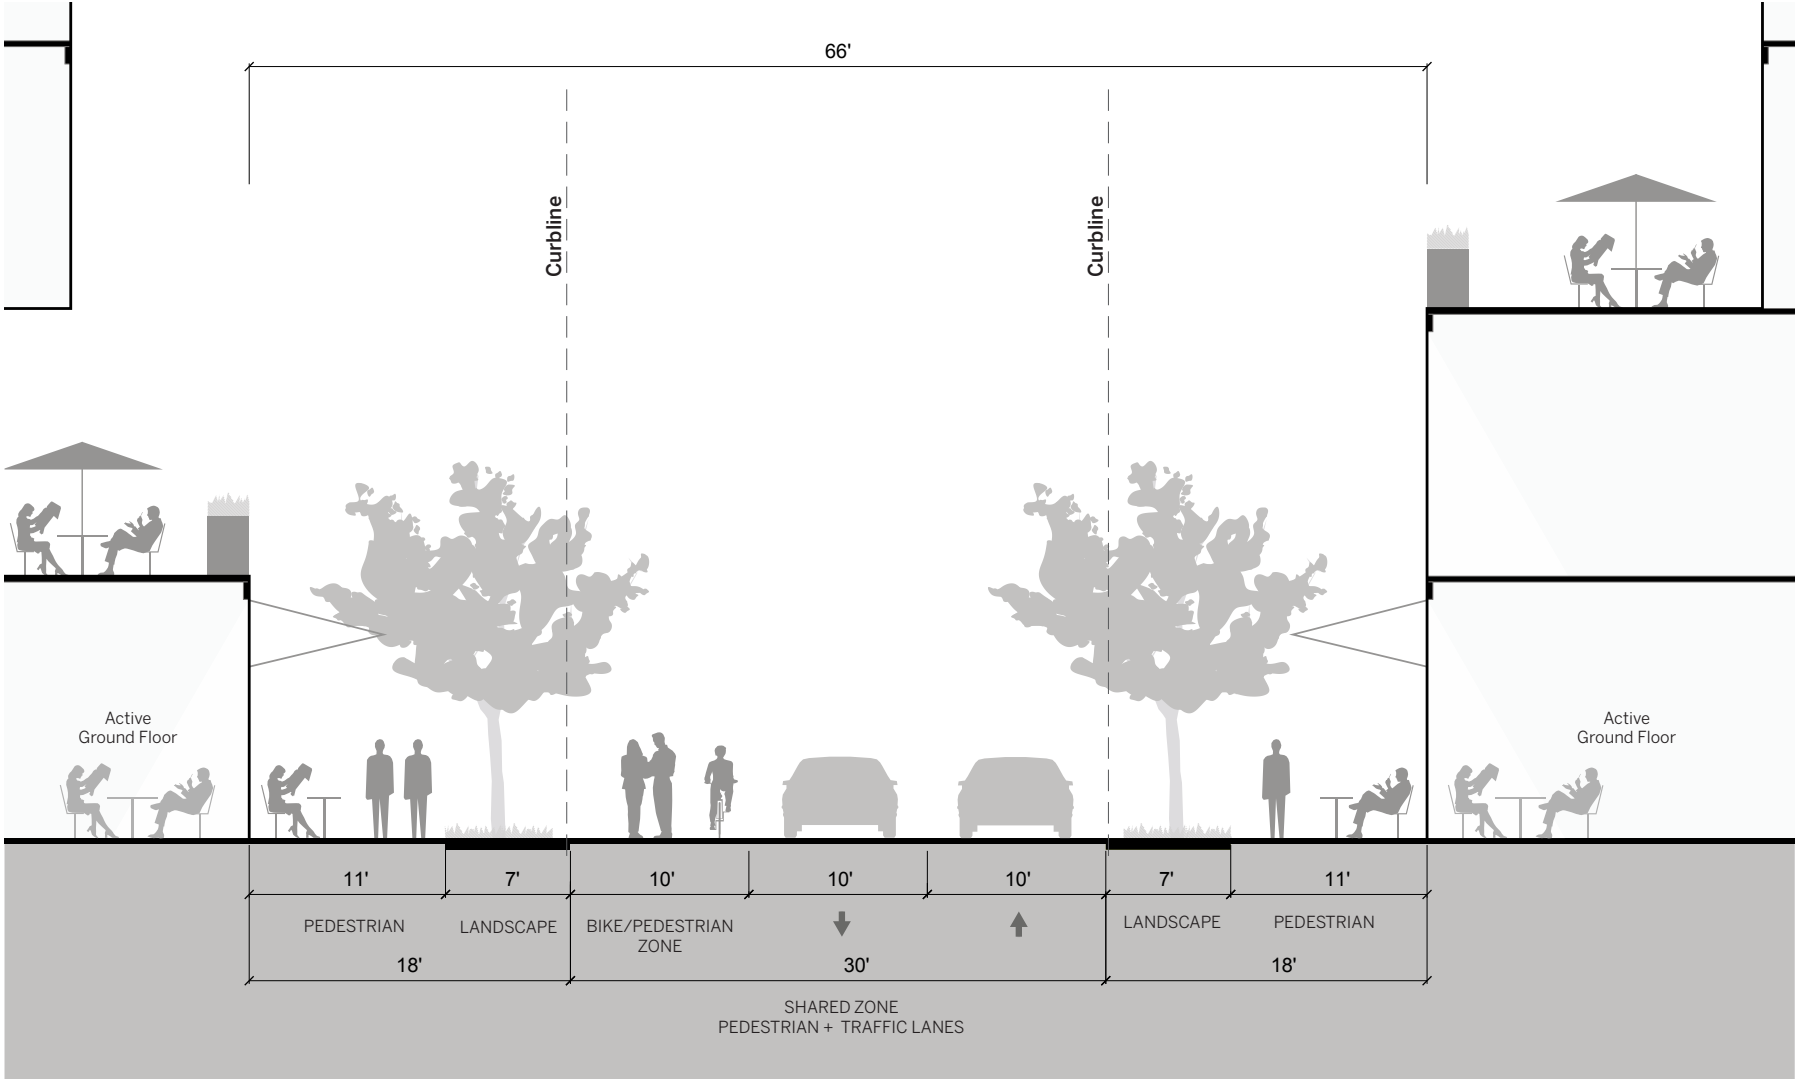 66'
Curbline
Curbline
Active
Ground Floor
Active
Ground Floor
11'
7'
10'
10'
10'
7'
11'
PEDESTRIAN
LANDSCAPE
BIKE/PEDESTRIAN
ZONE
LANDSCAPE
PEDESTRIAN
18'
30'
18'
SHARED ZONE
PEDESTRIAN + TRAFFIC LANES